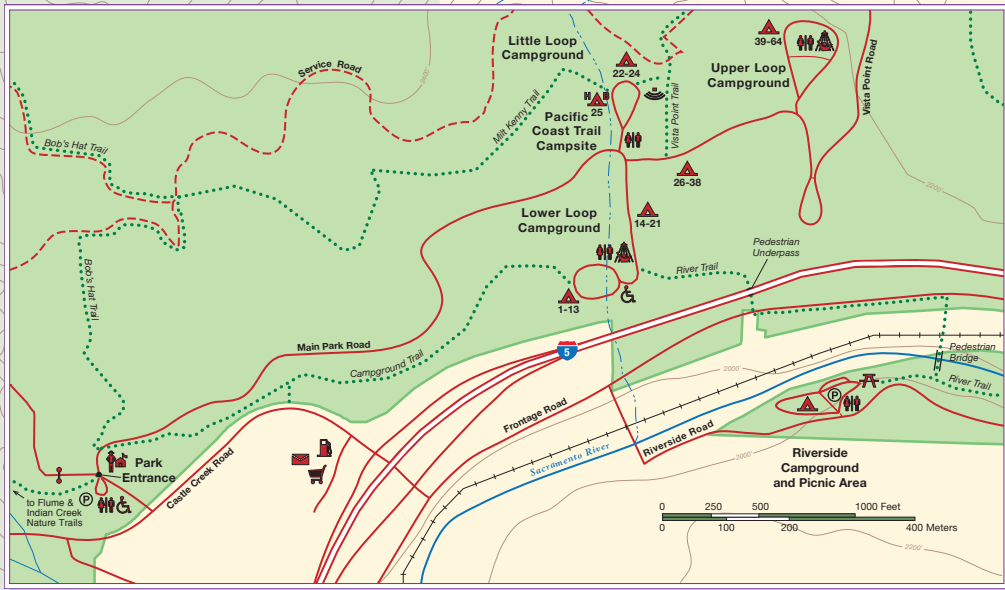 Service Road
2400'
Little Loop
Campground
22-24
39-64
Upper Loop
Campground
Vista Point Road
H B
25
Milt Kenny Trail
Pacific
Coast Trail
Campsite
Vista Point Trail
Bob's Hat Trail
26-38
2200'
14-21
Lower Loop
Campground
Pedestrian
Underpass
Bob's Hat Trail
River Trail
1-13
Main Park Road
5
Campground Trail
2000'
Pedestrian
Bridge
River Trail
P
Frontage Road
Riverside Road
Sacramento River
2000'
Riverside
Campground
and Picnic Area
Park
Entrance
Castle Creek Road
P
to Flume &
Indian Creek
Nature Trails
0 250 500 1000 Feet
0 100 200 400 Meters
2200'